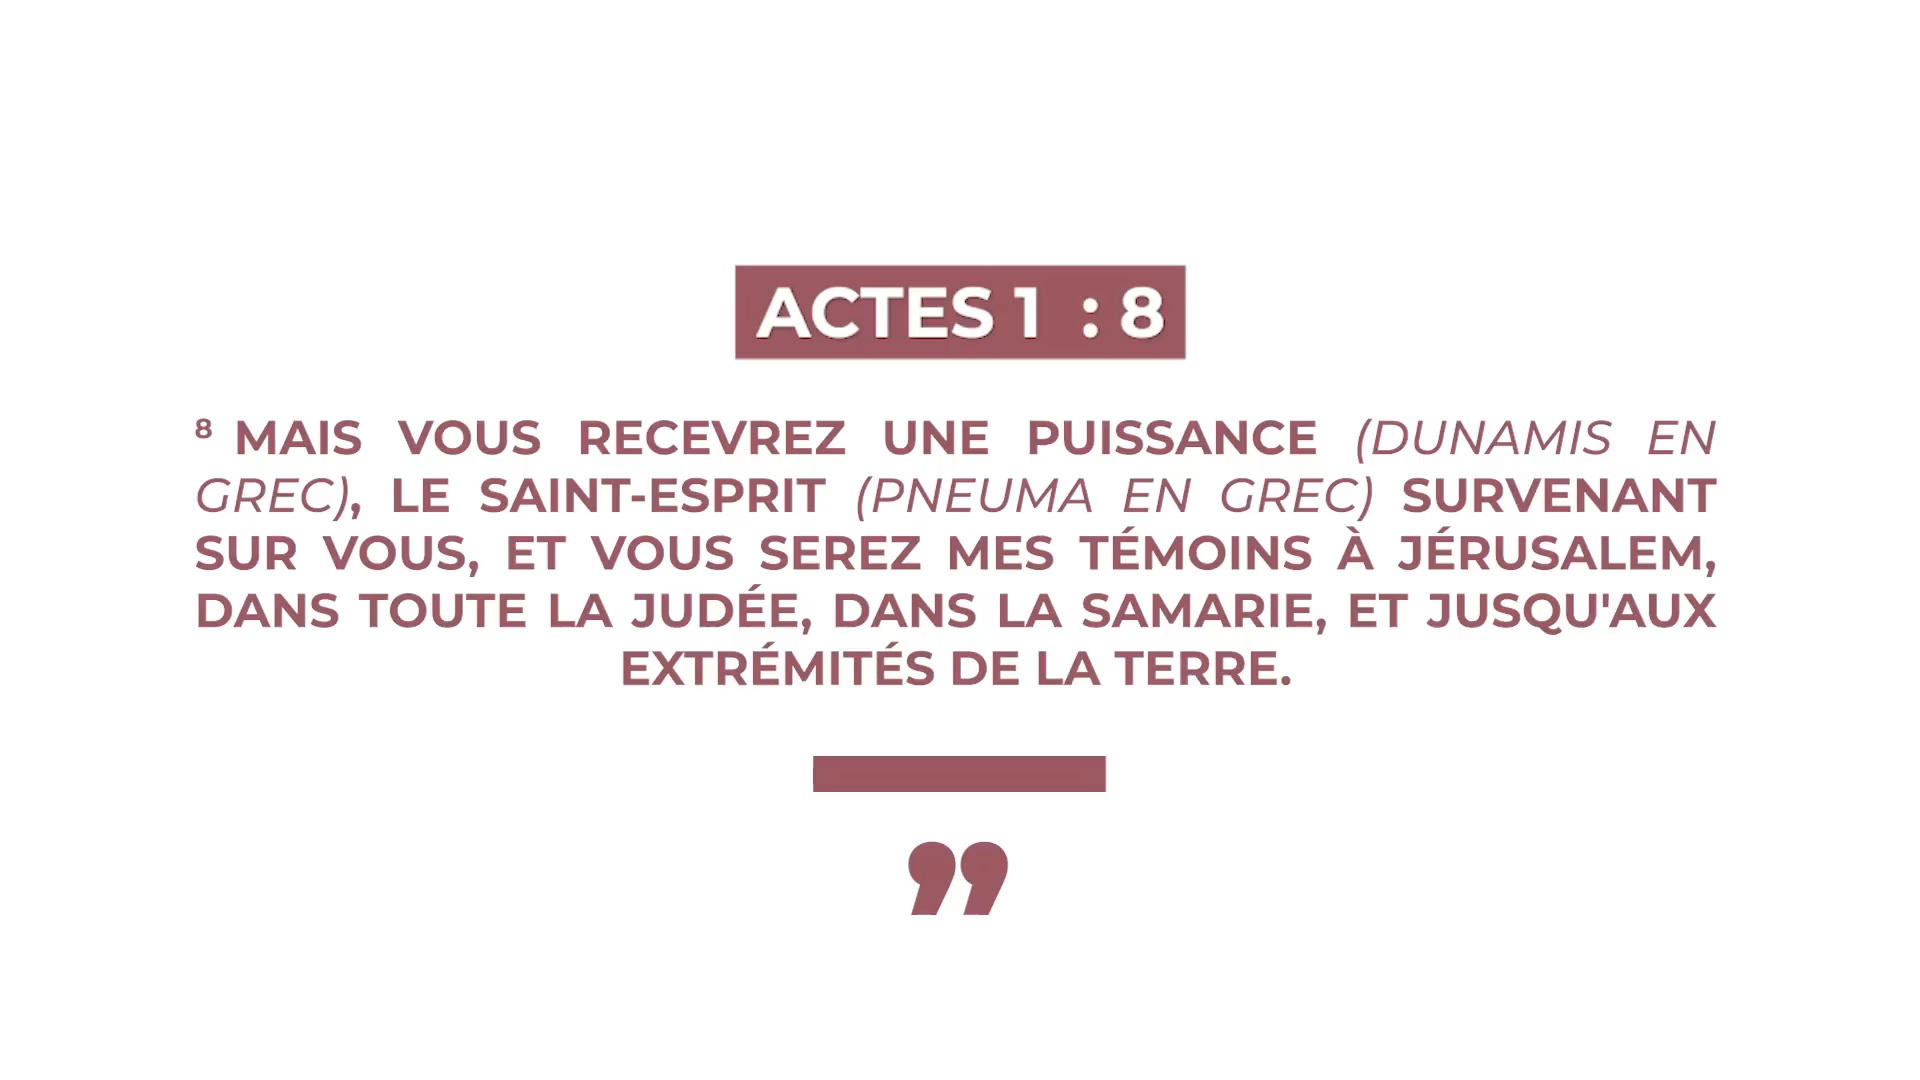 ACTES 1 : 8
⁸ MAIS VOUS RECEVREZ UNE PUISSANCE (DUNAMIS EN
GREC), LE SAINT-ESPRIT (PNEUMA EN GREC) SURVENANT
SUR VOUS, ET VOUS SEREZ MES TÉMOINS À JÉRUSALEM,
DANS TOUTE LA JUDÉE, DANS LA SAMARIE, ET JUSQU'AUX
EXTRÉMITÉS DE LA TERRE.
”